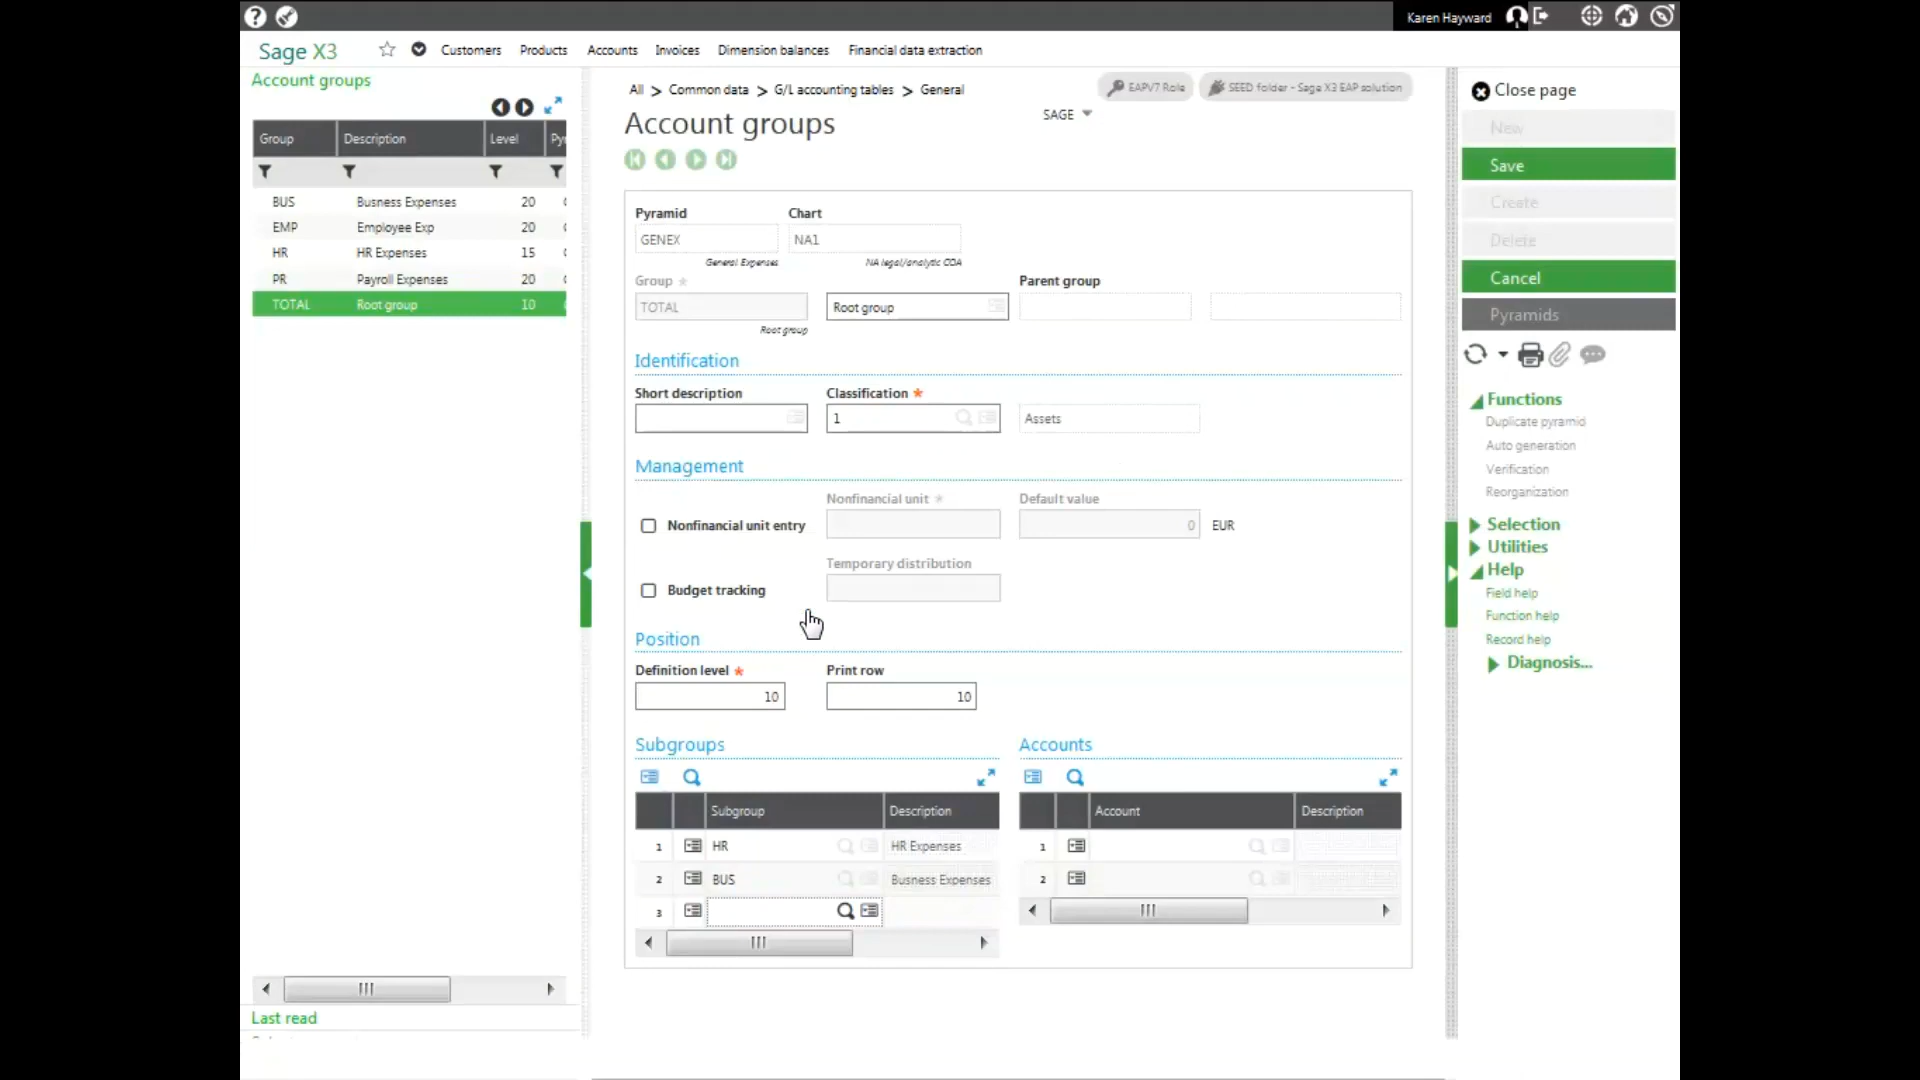 Karen Hayward
Sage X3
Customers Products Accounts Invoices Dimension balances Financial data extraction
Account groups
Group Description Level
BUS Busness Expenses 20
EMP Employee Exp 20
HR HR Expenses 15
PR Payroll Expenses 20
TOTAL Root group 10
Last read
All > Common data > G/L accounting tables > General
EAPV7 Role SEED folder - Sage X3 EAP solution
SAGE
Account groups
Pyramid Chart
GENEX NA1
General Expenses NA legal/analytic COA
Group * Parent group
TOTAL Root group
Root group
Identification
Short description Classification *
1 Assets
Management
Nonfinancial unit * Default value
Nonfinancial unit entry 0 EUR
Temporary distribution
Budget tracking
Position
Definition level * Print row
10 10
Subgroups Accounts
Subgroup Description Account Description
1 HR HR Expenses 1
2 BUS Busness Expenses 2
3
Close page
New
Save
Create
Delete
Cancel
Pyramids
Functions
Duplicate pyramid
Auto generation
Verification
Reorganization
Selection
Utilities
Help
Field help
Function help
Record help
Diagnosis...